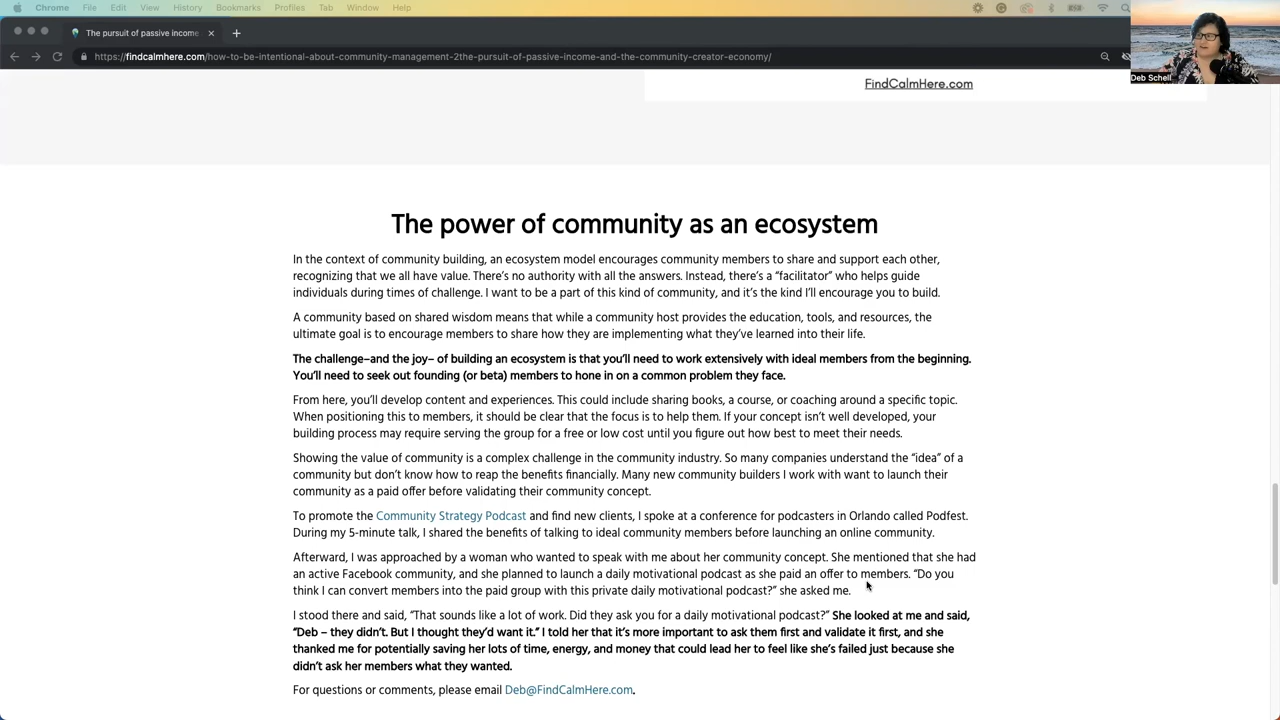 Chrome File Edit View History Bookmarks Profiles Tab Window Help
The pursuit of passive income
https://findcalmhere.com/how-to-be-intentional-about-community-management-2the-pursuit-of-passive-income-and-the-community-creator-economy/
Deb Schell
FindCalmHere.com
The power of community as an ecosystem
In the context of community building, an ecosystem model encourages community members to share and support each other,
recognizing that we all have value. There’s no authority with all the answers. Instead, there’s a “facilitator” who helps guide
individuals during times of challenge. I want to be a part of this kind of community, and it’s the kind I’ll encourage you to build.
A community based on shared wisdom means that while a community host provides the education, tools, and resources, the
ultimate goal is to encourage members to share how they are implementing what they’ve learned into their life.
The challenge–and the joy– of building an ecosystem is that you’ll need to work extensively with ideal members from the beginning.
You’ll need to seek out founding (or beta) members to hone in on a common problem they face.
From here, you’ll develop content and experiences. This could include sharing books, a course, or coaching around a specific topic.
When positioning this to members, it should be clear that the focus is to help them. If your concept isn’t well developed, your
building process may require serving the group for a free or low cost until you figure out how best to meet their needs.
Showing the value of community is a complex challenge in the community industry. So many companies understand the “idea” of a
community but don’t know how to reap the benefits financially. Many new community builders I work with want to launch their
community as a paid offer before validating their community concept.
To promote the Community Strategy Podcast and find new clients, I spoke at a conference for podcasters in Orlando called Podfest.
During my 5-minute talk, I shared the benefits of talking to ideal community members before launching an online community.
Afterward, I was approached by a woman who wanted to speak with me about her community concept. She mentioned that she had
an active Facebook community, and she planned to launch a daily motivational podcast as she paid an offer to members. “Do you
think I can convert members into the paid group with this private daily motivational podcast?” she asked me.
I stood there and said, “That sounds like a lot of work. Did they ask you for a daily motivational podcast?” She looked at me and said,
“Deb – they didn’t. But I thought they’d want it.” I told her that it’s more important to ask them first and validate it first, and she
thanked me for potentially saving her lots of time, energy, and money that could lead her to feel like she’s failed just because she
didn’t ask her members what they wanted.
For questions or comments, please email Deb@FindCalmHere.com.